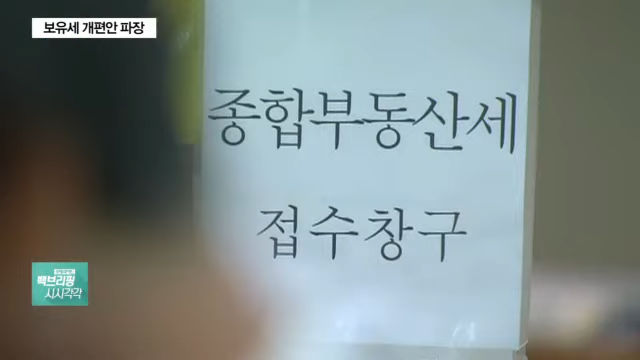 보유세 개편안 파장
종합부동산세
접수창구
백브리핑
시시각각